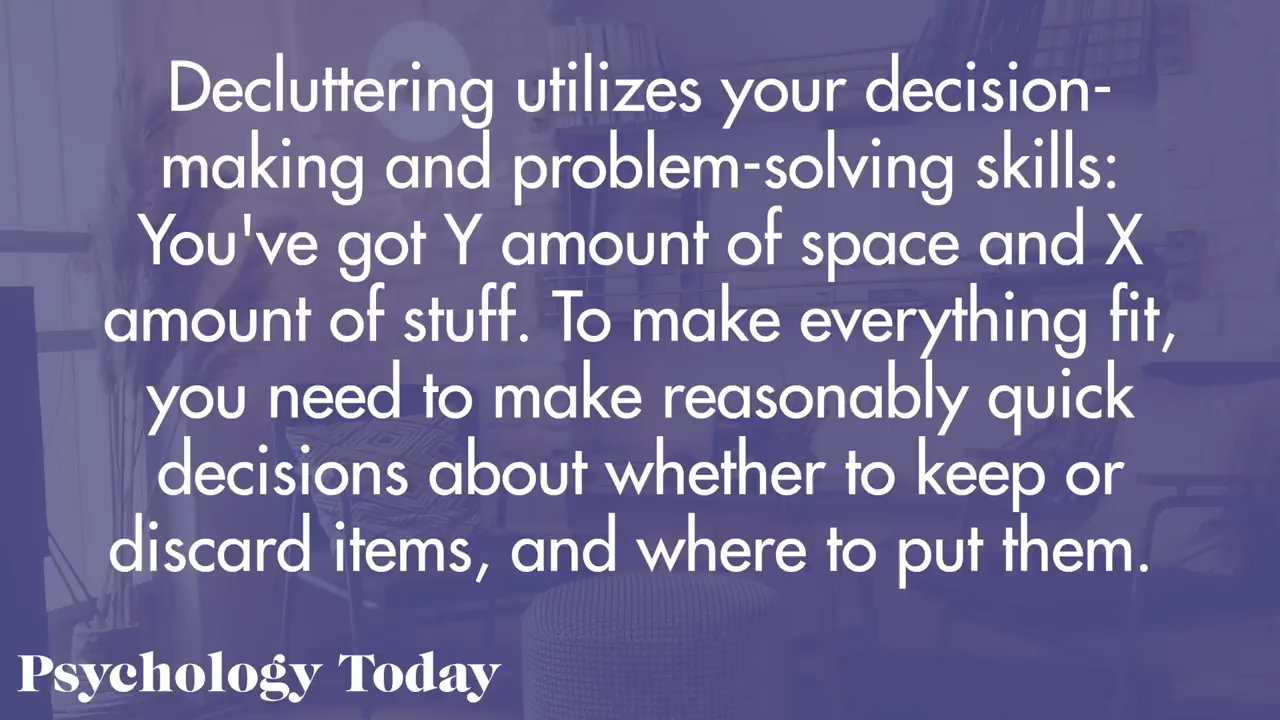 Decluttering utilizes your decision-
making and problem-solving skills:
You've got Y amount of space and X
amount of stuff. To make everything fit,
you need to make reasonably quick
decisions about whether to keep or
discard items, and where to put them.
Psychology Today